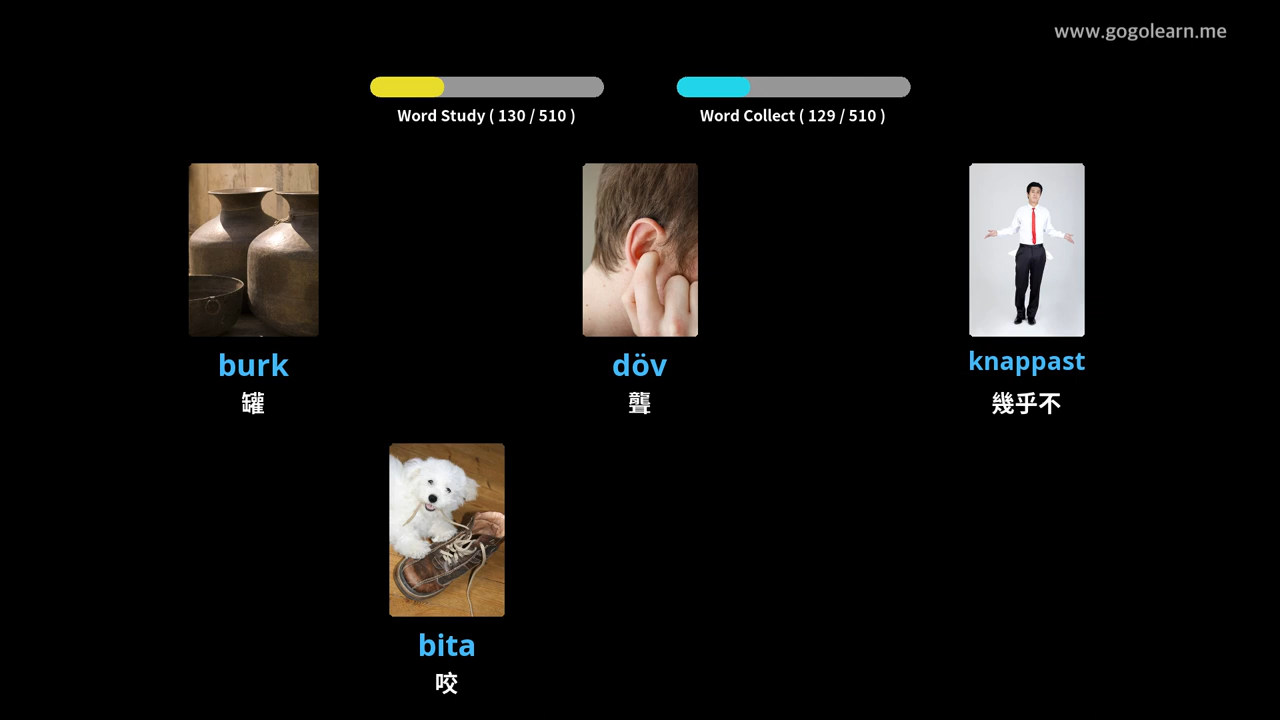 www.gogolearn.me
Word Study ( 130 / 510 )
Word Collect ( 129 / 510 )
burk
罐
döv
聾
knappast
幾乎不
bita
咬